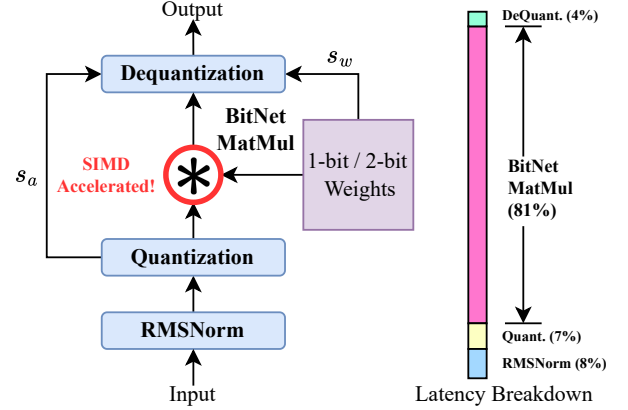 Output
Dequantization
s_w
BitNet
MatMul
SIMD
Accelerated!
*
s_a
1-bit / 2-bit
Weights
Quantization
RMSNorm
Input
DeQuant. (4%)
BitNet
MatMul
(81%)
Quant. (7%)
RMSNorm (8%)
Latency Breakdown